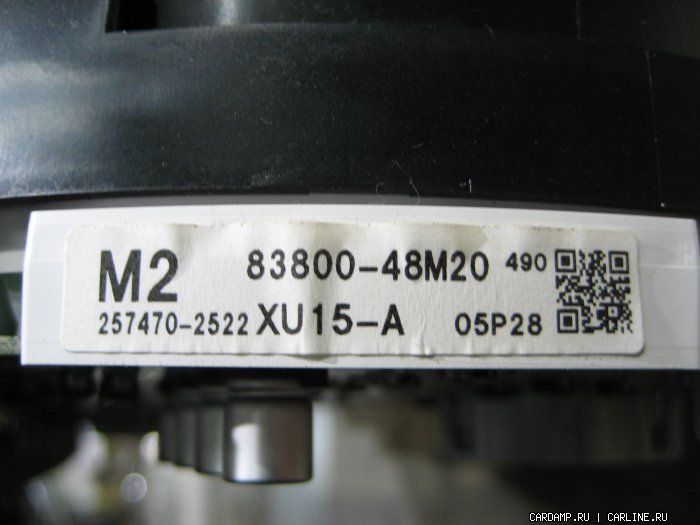 M2 83800-48M20 490
257470-2522 XU15-A 05P28
CARDAMP.RU | CARLINE.RU